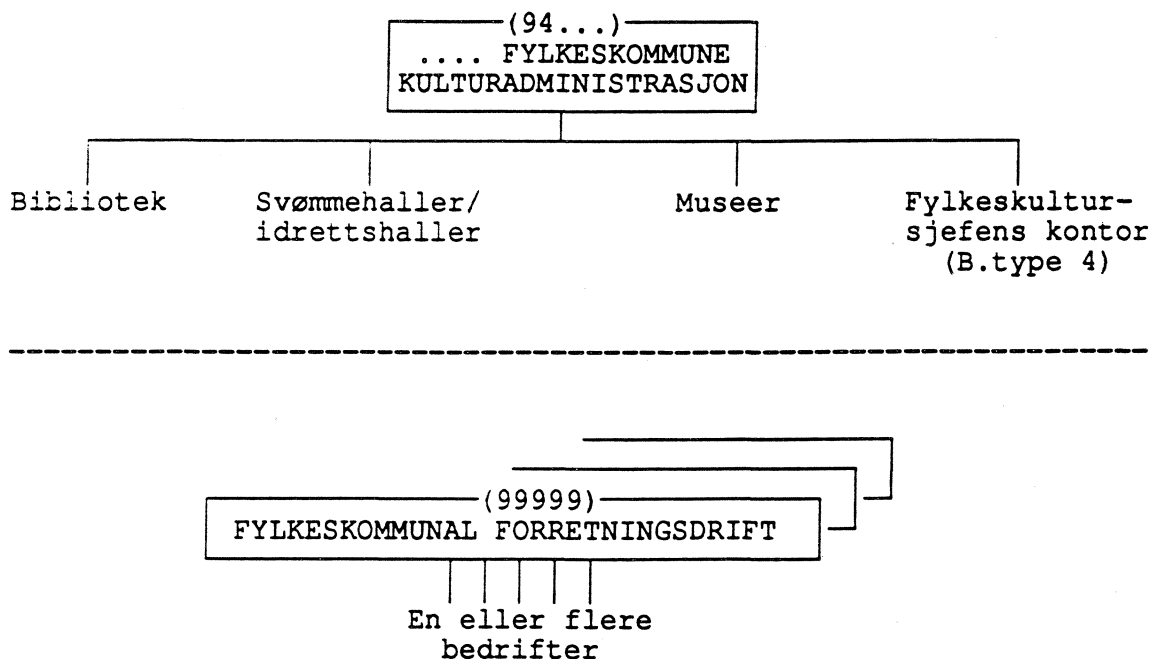 (94...)
.... FYLKESKOMMUNE
KULTURADMINISTRASJON
Bibliotek
Svømmehaller/
idrettshaller
Museer
Fylkeskultur-
sjefens kontor
(B.type 4)
(99999)
FYLKESKOMMUNAL FORRETNINGSDRIFT
En eller flere
bedrifter